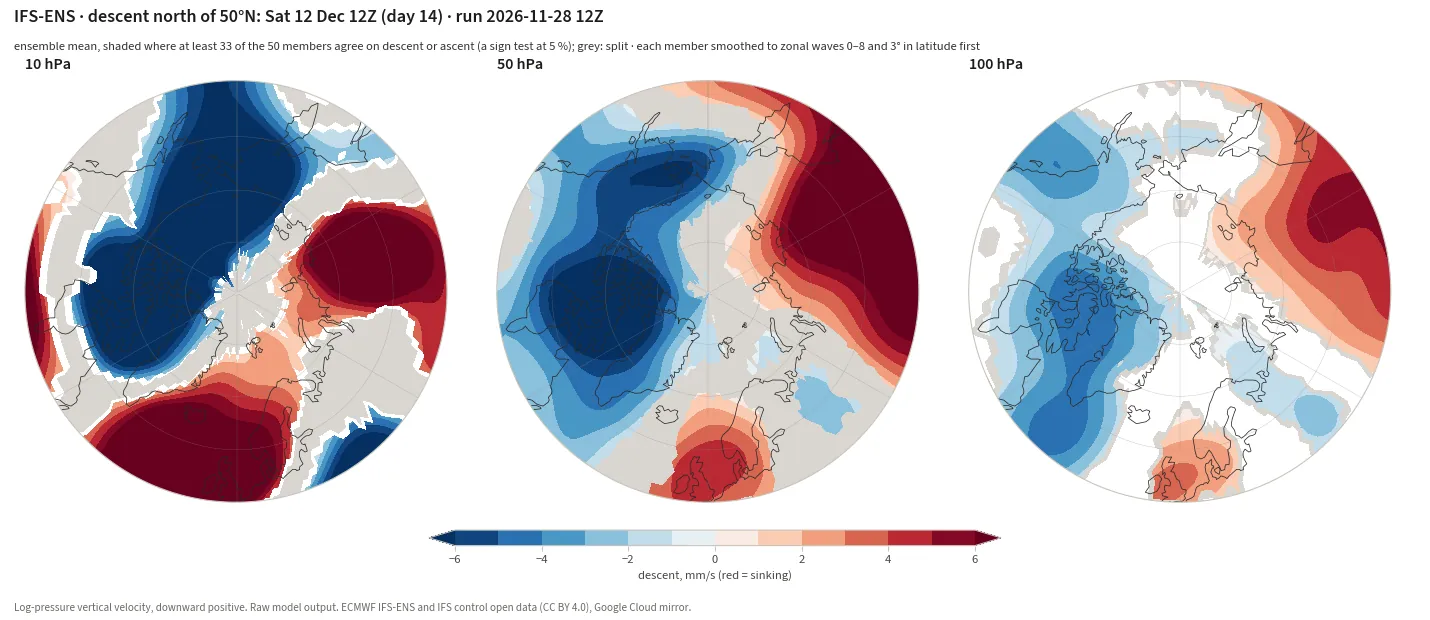 IFS-ENS · descent north of 50°N: Sat 12 Dec 12Z (day 14) · run 2026-11-28 12Z
ensemble mean, shaded where at least 33 of the 50 members agree on descent or ascent (a sign test at 5 %); grey: split · each member smoothed to zonal waves 0–8 and 3° in latitude first
10 hPa
50 hPa
100 hPa
−6 −4 −2 0 2 4 6
descent, mm/s (red = sinking)
Log-pressure vertical velocity, downward positive. Raw model output. ECMWF IFS-ENS and IFS control open data (CC BY 4.0), Google Cloud mirror.